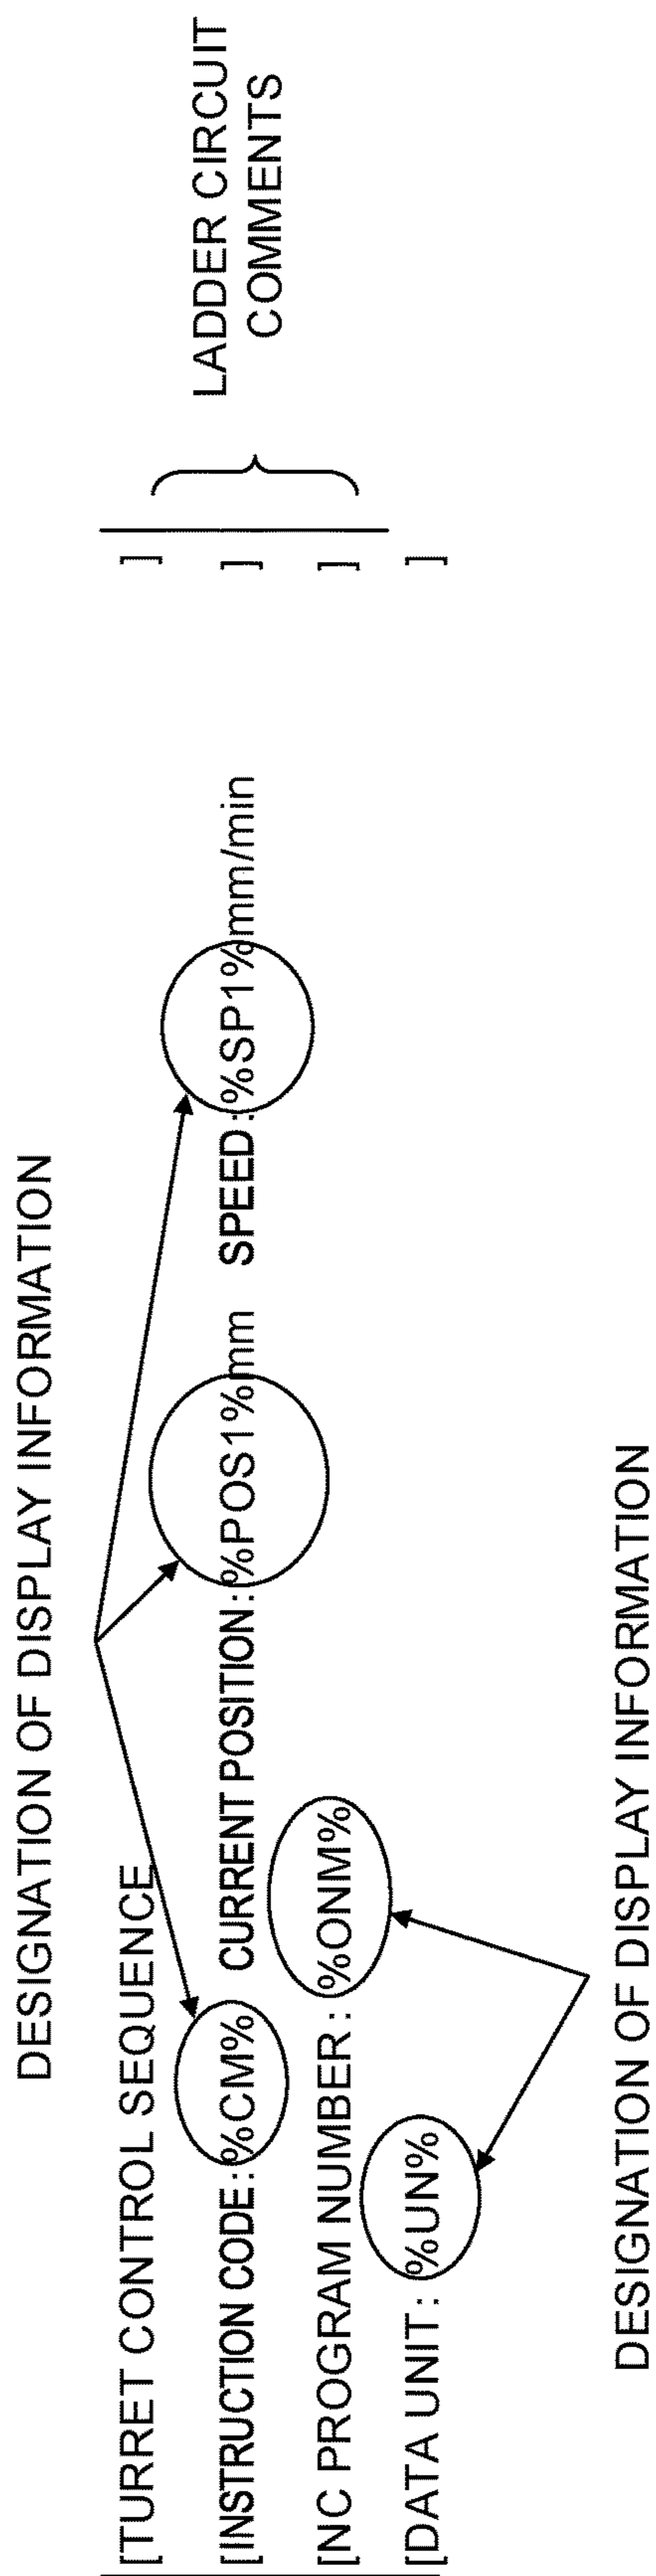 DESIGNATION OF DISPLAY INFORMATION
[TURRET CONTROL SEQUENCE ]
[INSTRUCTION CODE:%CM% CURRENT POSITION:%POS1%mm SPEED:%SP1%mm/min ]
[NC PROGRAM NUMBER: %ONM% ]
[DATA UNIT: %UN% ]
LADDER CIRCUIT
COMMENTS
DESIGNATION OF DISPLAY INFORMATION